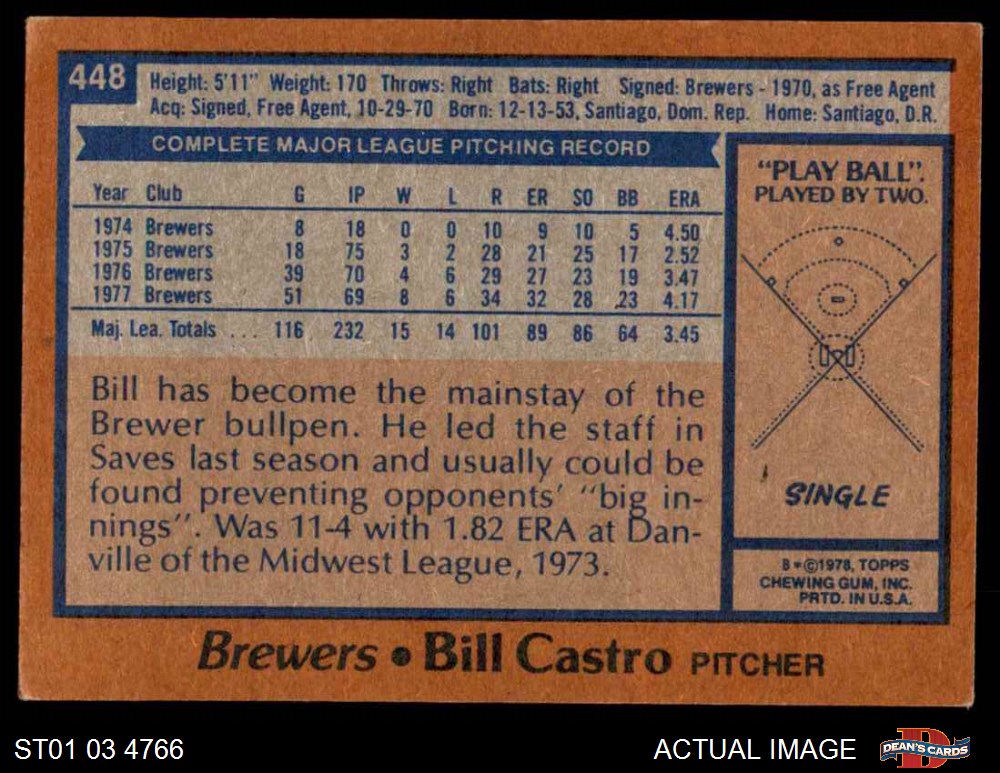 448
Height: 5'11" Weight: 170 Throws: Right Bats: Right Signed: Brewers - 1970, as Free Agent
Acq: Signed, Free Agent, 10-29-70 Born: 12-13-53, Santiago, Dom. Rep. Home: Santiago, D.R.
COMPLETE MAJOR LEAGUE PITCHING RECORD
Year Club G IP W L R ER SO BB ERA
1974 Brewers 8 18 0 0 10 9 10 5 4.50
1975 Brewers 18 75 3 2 28 21 25 17 2.52
1976 Brewers 39 70 4 6 29 27 23 19 3.47
1977 Brewers 51 69 8 6 34 32 28 23 4.17
Maj. Lea. Totals ... 116 232 15 14 101 89 86 64 3.45
Bill has become the mainstay of the
Brewer bullpen. He led the staff in
Saves last season and usually could be
found preventing opponents' "big in-
nings". Was 11-4 with 1.82 ERA at Dan-
ville of the Midwest League, 1973.
"PLAY BALL".
PLAYED BY TWO.
SINGLE
B*©1978, TOPPS
CHEWING GUM, INC.
PRTD. IN U.S.A.
Brewers • Bill Castro PITCHER
ST01 03 4766
ACTUAL IMAGE
DEAN'S CARDS